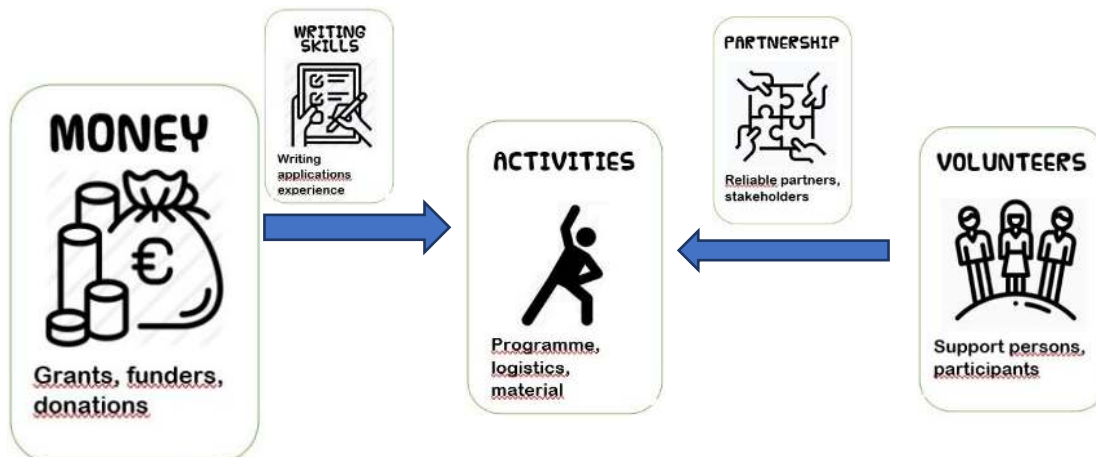 MONEY
€
Grants, funders,
donations
WRITING
SKILLS
Writing
applications
experience
ACTIVITIES
Programme,
logistics,
material
PARTNERSHIP
Reliable partners,
stakeholders
VOLUNTEERS
Support persons,
participants